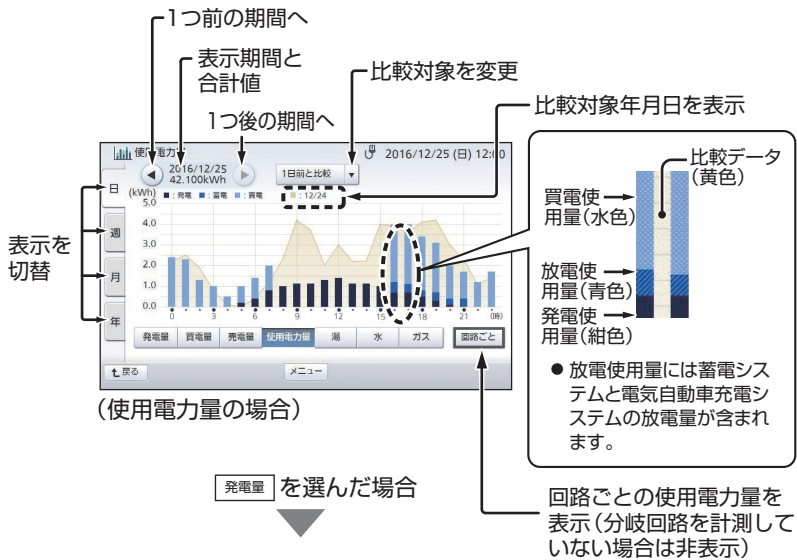 1つ前の期間へ
表示期間と
合計値
比較対象を変更
1つ後の期間へ
比較対象年月日を表示
使用電力量
2016/12/25 (日) 12:00
2016/12/25
42.100kWh
1日前と比較
(kWh)
:発電 :蓄電 :買電 :12/24
5.0
4.0
3.0
2.0
1.0
0.0
0 3 6 9 12 15 18 21 0(時)
日
週
月
年
表示を
切替
発電量 買電量 売電量 使用電力量 湯 水 ガス 回路ごと
戻る
メニュー
(使用電力量の場合)
比較データ
(黄色)
買電使
用量(水色)
放電使
用量(青色)
発電使
用量(紺色)
● 放電使用量には蓄電シス
テムと電気自動車充電シ
ステムの放電量が含まれ
ます。
発電量 を選んだ場合
回路ごとの使用電力量を
表示(分岐回路を計測して
いない場合は非表示)